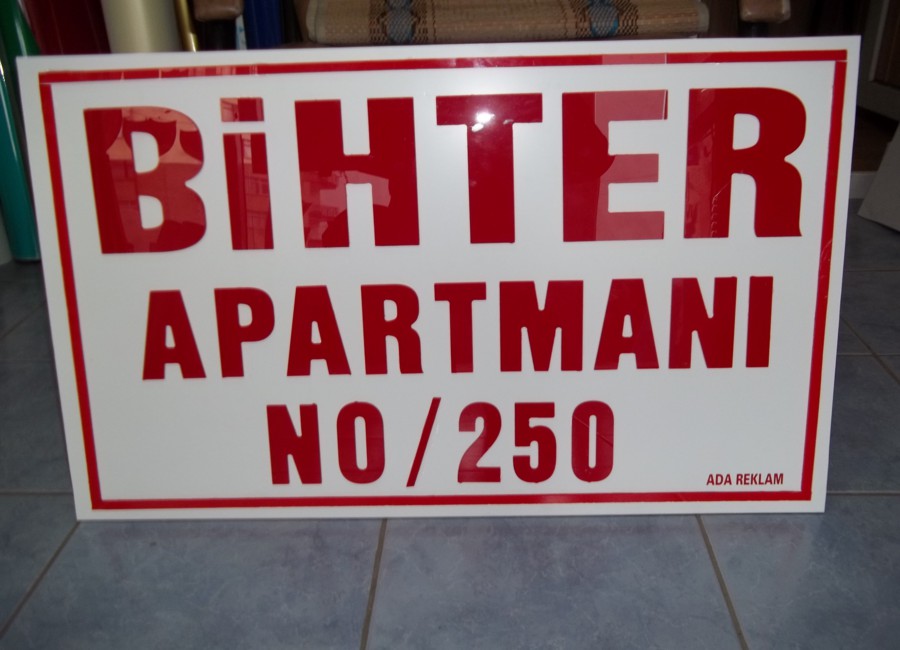 BiHTER
APARTMANI
NO/250
ADA REKLAM